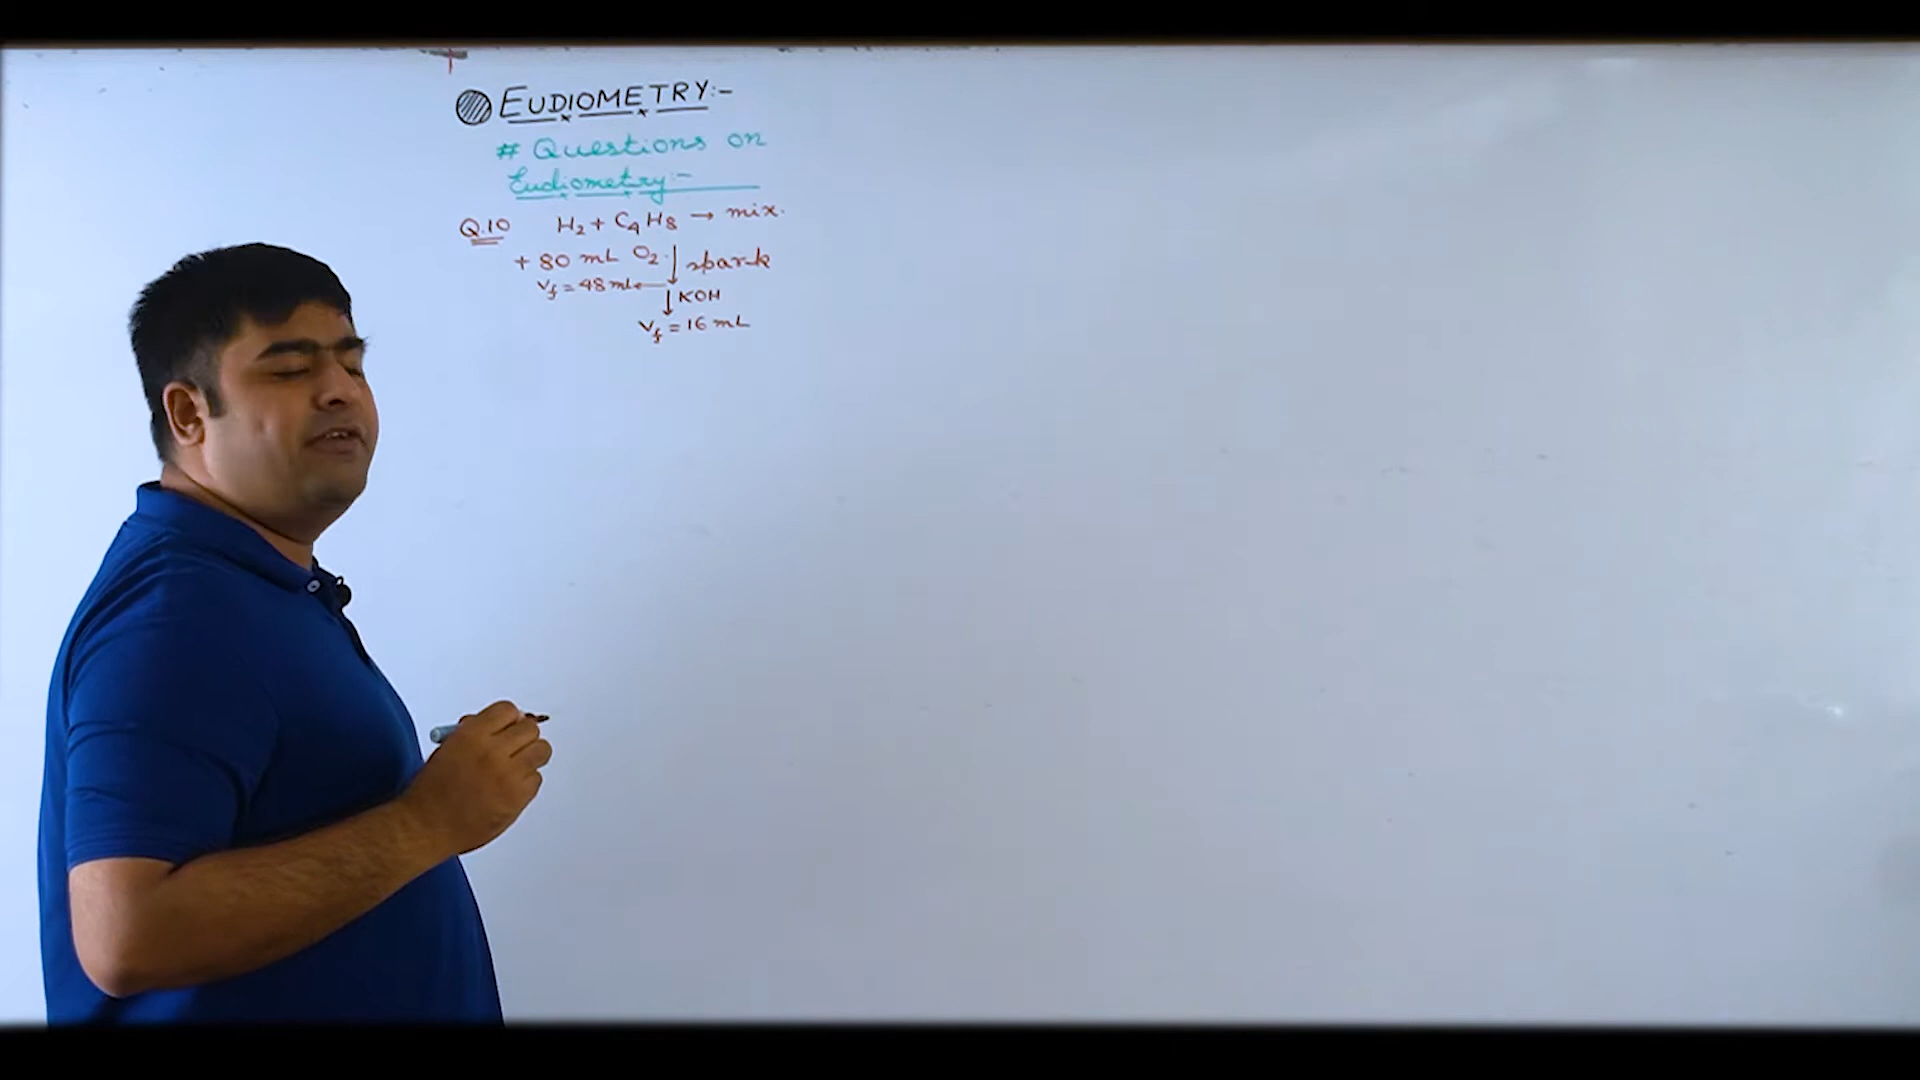 EUDIOMETRY:-
# Questions on
Eudiometry:-
Q.10 H₂ + C₄H₈ → mix.
+ 80 mL O₂. ↓ spark
Vf = 48 mL ←
↓ KOH
Vf = 16 mL